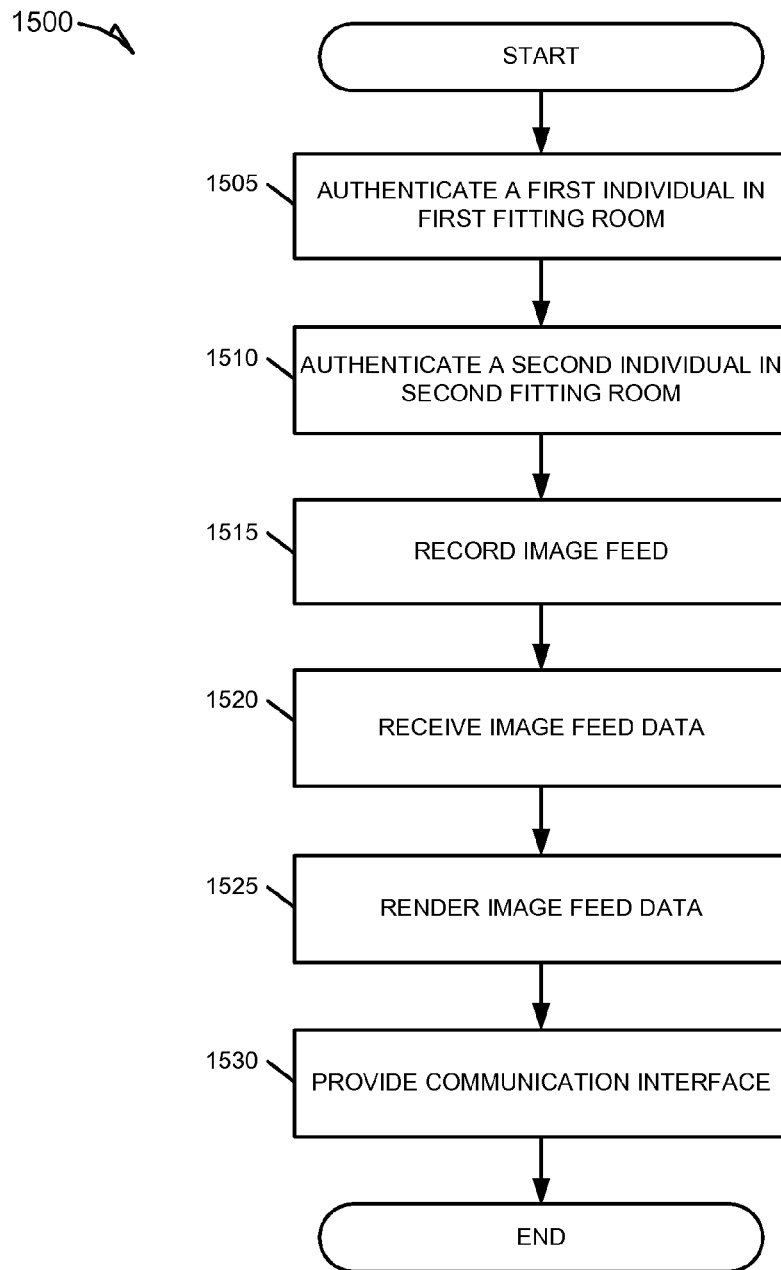 1500
START
1505
AUTHENTICATE A FIRST INDIVIDUAL IN
FIRST FITTING ROOM
1510
AUTHENTICATE A SECOND INDIVIDUAL IN
SECOND FITTING ROOM
1515
RECORD IMAGE FEED
1520
RECEIVE IMAGE FEED DATA
1525
RENDER IMAGE FEED DATA
1530
PROVIDE COMMUNICATION INTERFACE
END